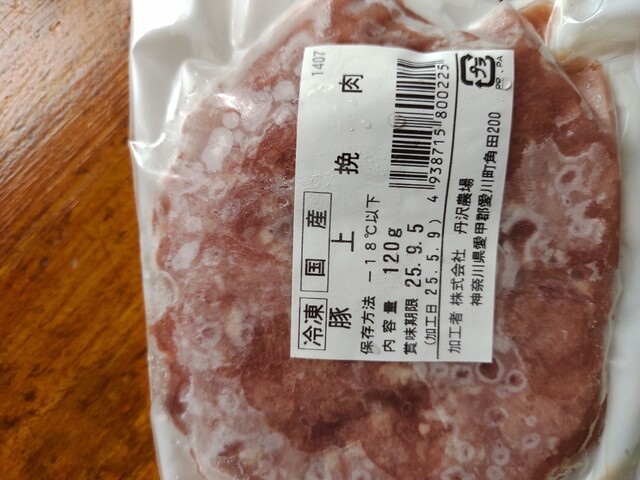 1407
冷凍 国産
豚上挽肉
保存方法 －18℃以下
内容量 120g
賞味期限 25.9.5
(加工日 25.5.9)
4 938715 800225
加工者 株式会社 丹沢農場
神奈川県愛甲郡愛川町角田200
プラ
PP, PA